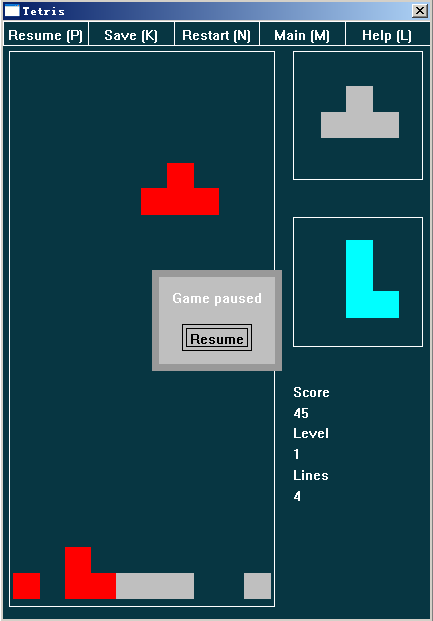 Tetris
Resume (P) Save (K) Restart (N) Main (M) Help (L)
Game paused
Resume
Score
45
Level
1
Lines
4